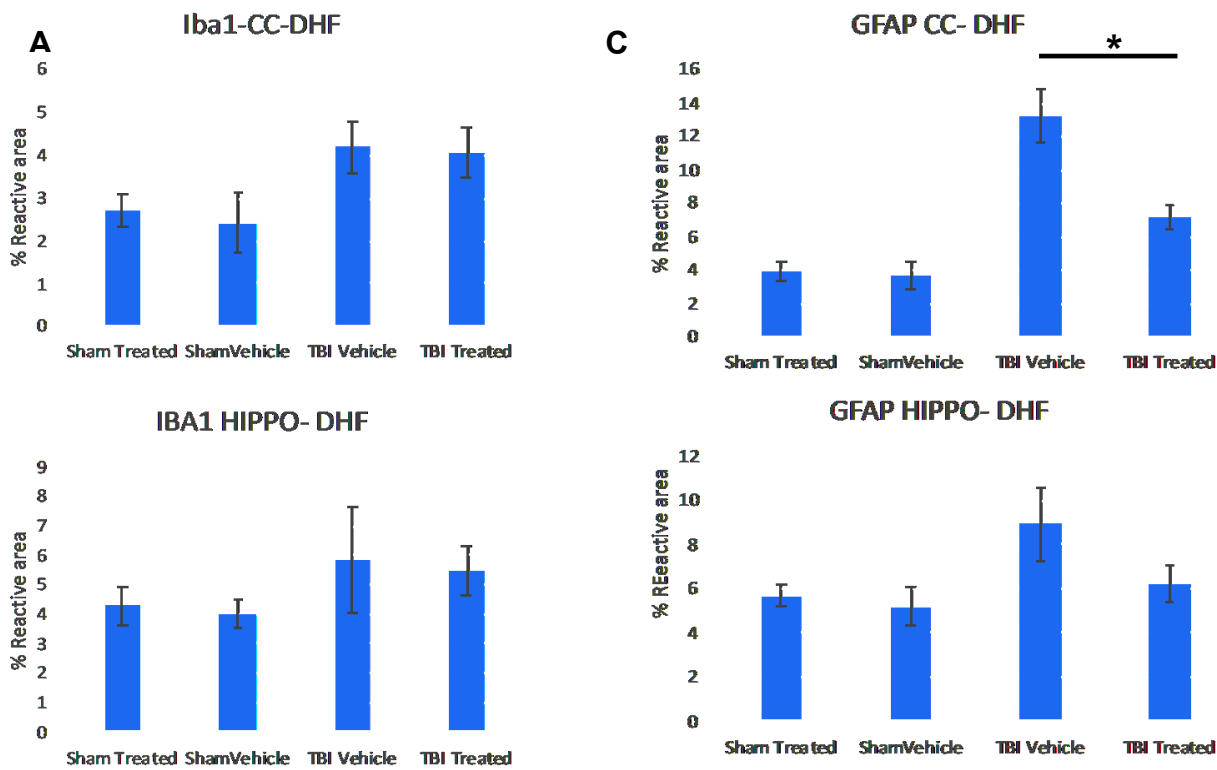 A
Iba1-CC-DHF
% Reactive area
6
5
4
3
2
1
0
Sham Treated ShamVehicle TBI Vehicle TBI Treated
C
GFAP CC- DHF
*
% Reactive area
16
14
12
10
8
6
4
2
0
Sham Treated ShamVehicle TBI Vehicle TBI Treated
IBA1 HIPPO- DHF
% Reactive area
9
8
7
6
5
4
3
2
1
0
Sham Treated ShamVehicle TBI Vehicle TBI Treated
GFAP HIPPO- DHF
% REeactive area
12
10
8
6
4
2
0
Sham Treated ShamVehicle TBI Vehicle TBI Treated